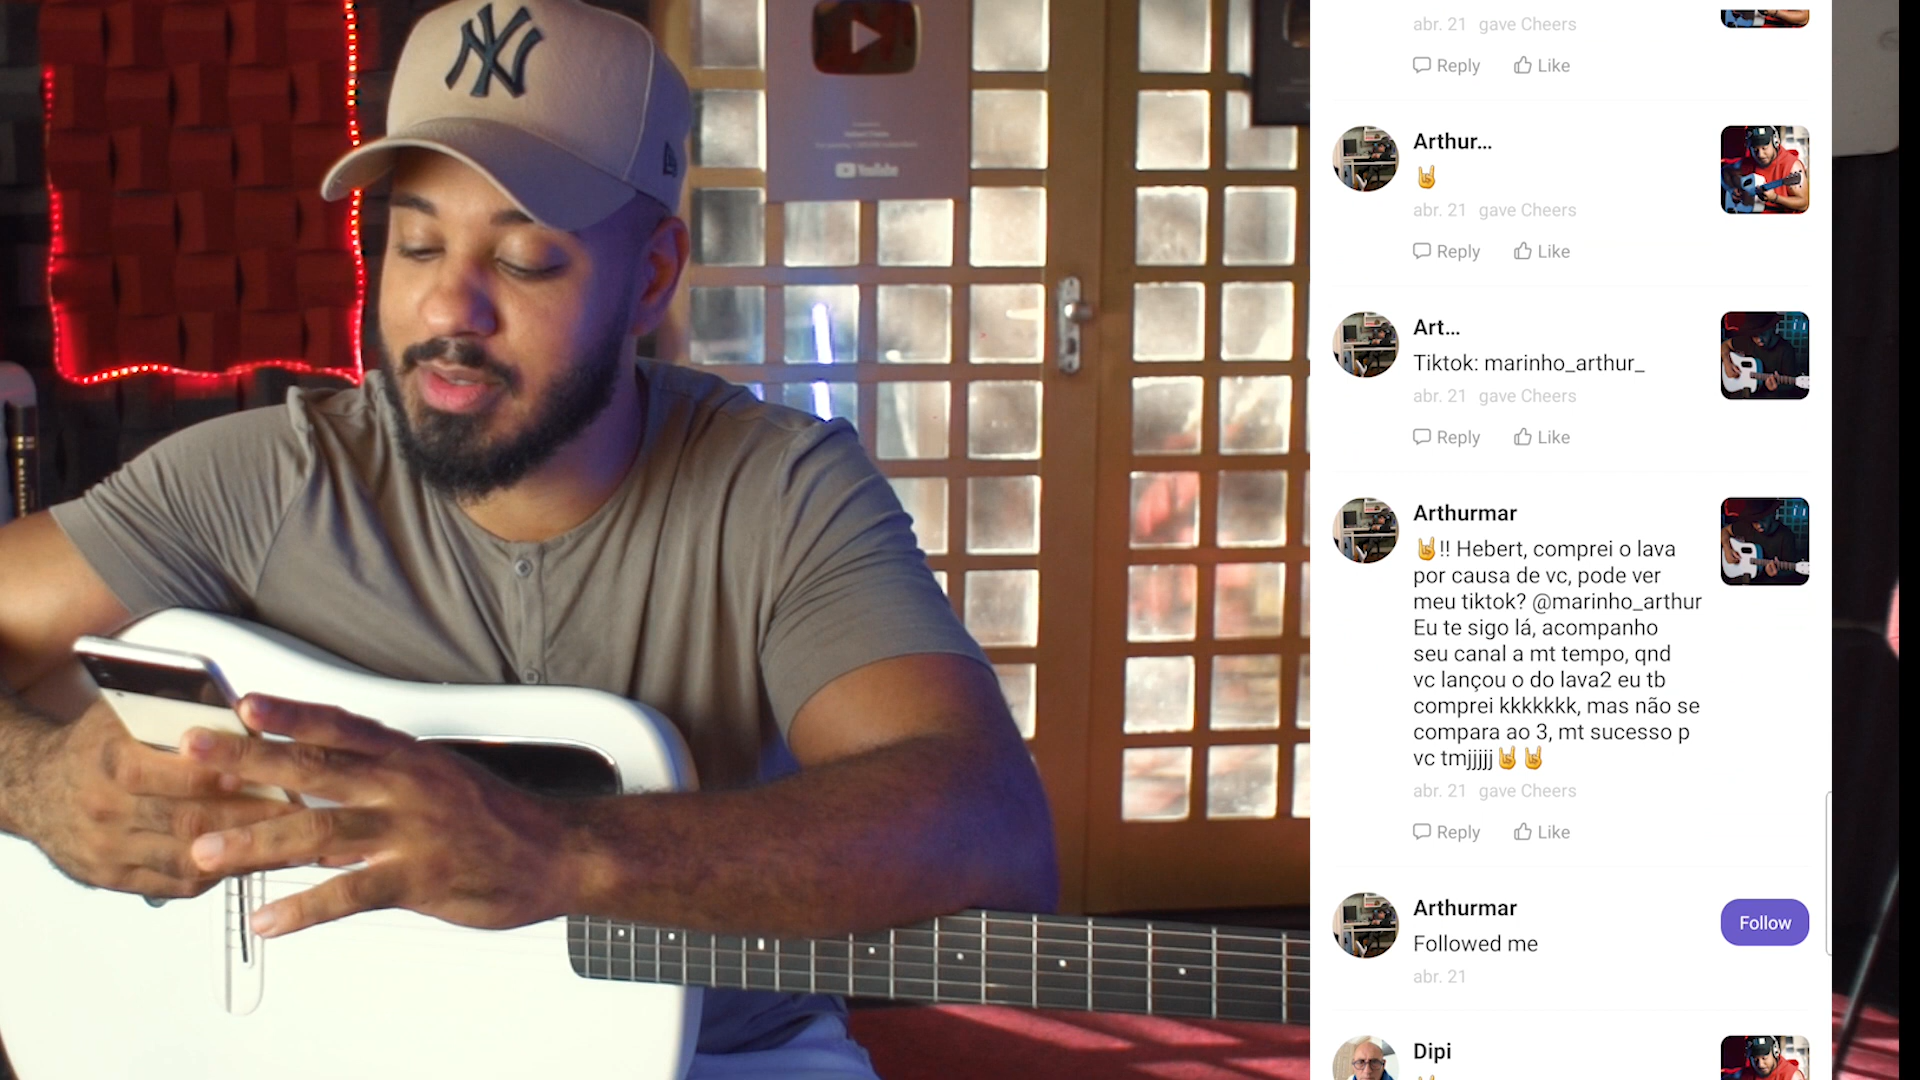 NY
YouTube
abr. 21 gave Cheers
Reply Like
Arthur...
🤘
abr. 21 gave Cheers
Reply Like
Art...
Tiktok: marinho_arthur_
abr. 21 gave Cheers
Reply Like
Arthurmar
🤘!! Hebert, comprei o lava
por causa de vc, pode ver
meu tiktok? @marinho_arthur
Eu te sigo lá, acompanho
seu canal a mt tempo, qnd
vc lançou o do lava2 eu tb
comprei kkkkkkk, mas não se
compara ao 3, mt sucesso p
vc tmjjjjj🤘🤘
abr. 21 gave Cheers
Reply Like
Arthurmar
Followed me
abr. 21
Follow
Dipi